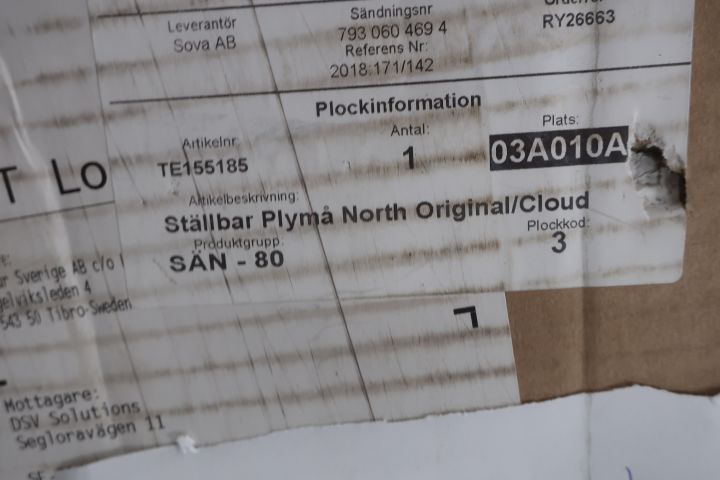 Leverantör
Sova AB
Sändningsnr
793 060 469 4
Referens Nr:
2018:171/142
RY26663
Plockinformation
Artikelnr
TE155185
Antal:
1
Plats:
03A010A
T Lo
Artikelbeskrivning:
Ställbar Plymå North Original/Cloud
Produktgrupp:
SÄN - 80
Plockkod:
3
Sverige AB c/o
543 50 Tibro-Sweden
Mottagare:
DSV Solutions
Segloravägen 11